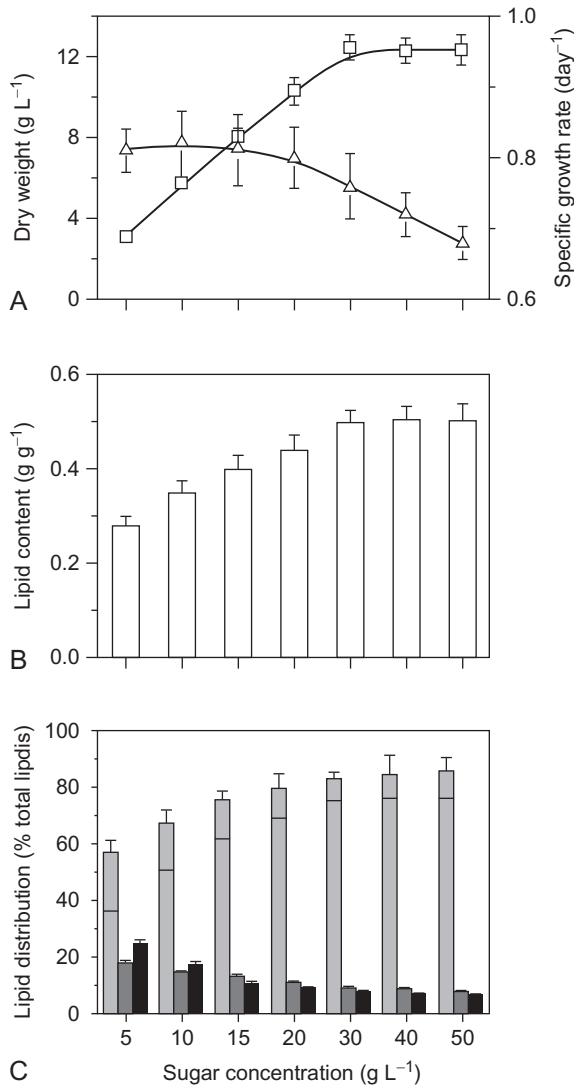 1.0
12
8
0.8
4
0
0.6
Dry weight (g L−1)
Specific growth rate (day−1)
A
0.6
0.4
0.2
0.0
Lipid content (g g−1)
B
100
80
60
40
20
0
Lipid distribution (% total lipdis)
5 10 15 20 30 40 50
C
Sugar concentration (g L−1)